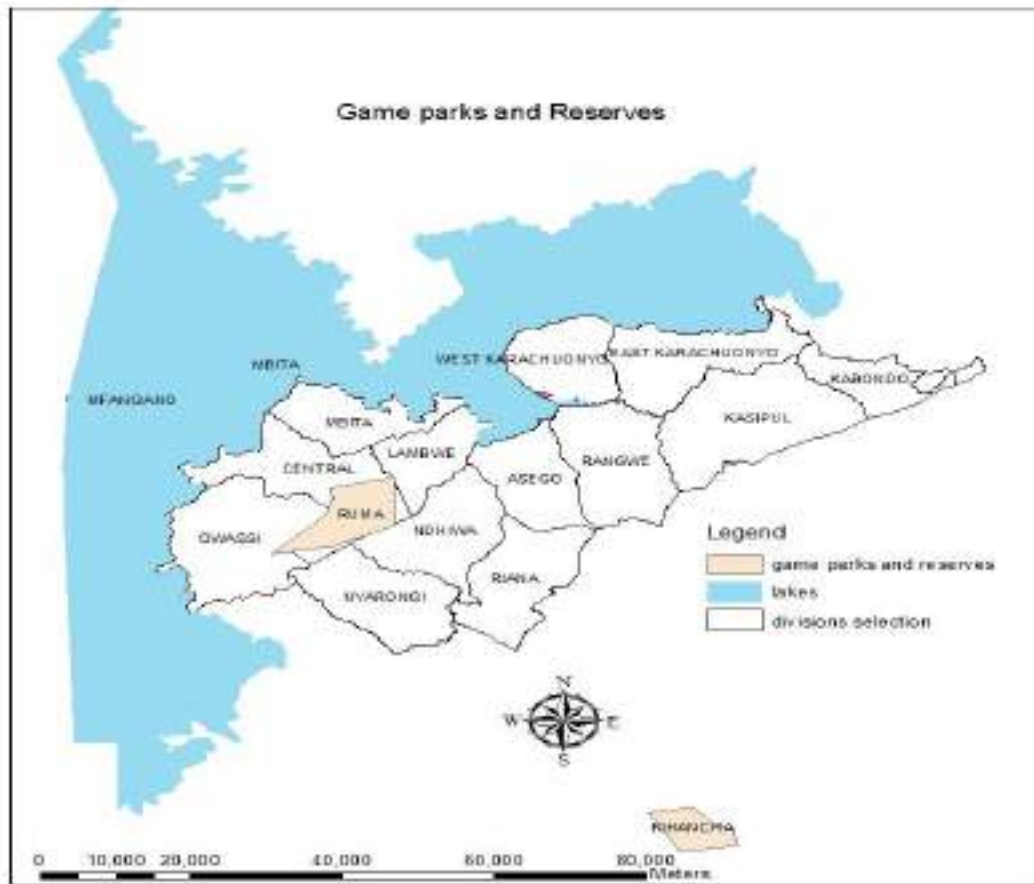 Game parks and Reserves
WEST KARACHUONYO
EAST KARACHUONYO
MBITA
KABONDO
MFANGANO
KASIPUL
MBITA
LAMBWE
RANGWE
CENTRAL
ASEGO
RUMA
NDHIWA
GWASSI
RIANA
NYARONGI
Legend
game parks and reserves
lakes
divisions selection
N
W
E
S
0 10,000 20,000 40,000 60,000 80,000
Meters